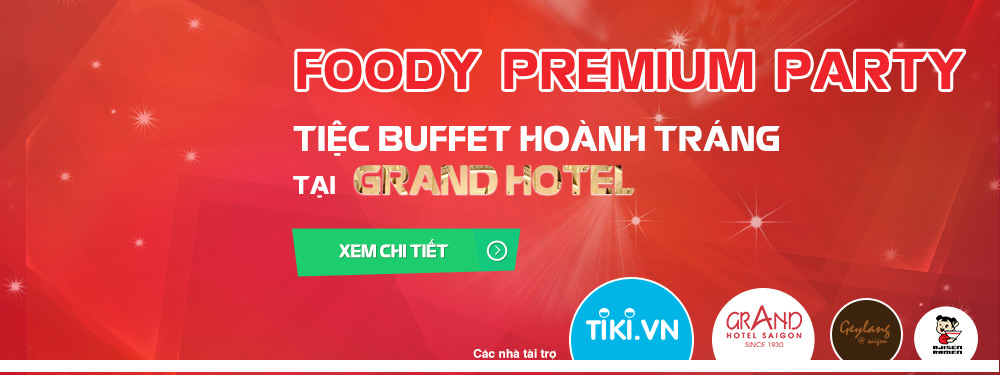 FOODY PREMIUM PARTY
TIỆC BUFFET HOÀNH TRÁNG
TẠI GRAND HOTEL
XEM CHI TIẾT
Các nhà tài trợ
TIKI.VN
GRAND
HOTEL SAIGON
SINCE 1930
Geylang
@ saigon
AJISEN
RAMEN